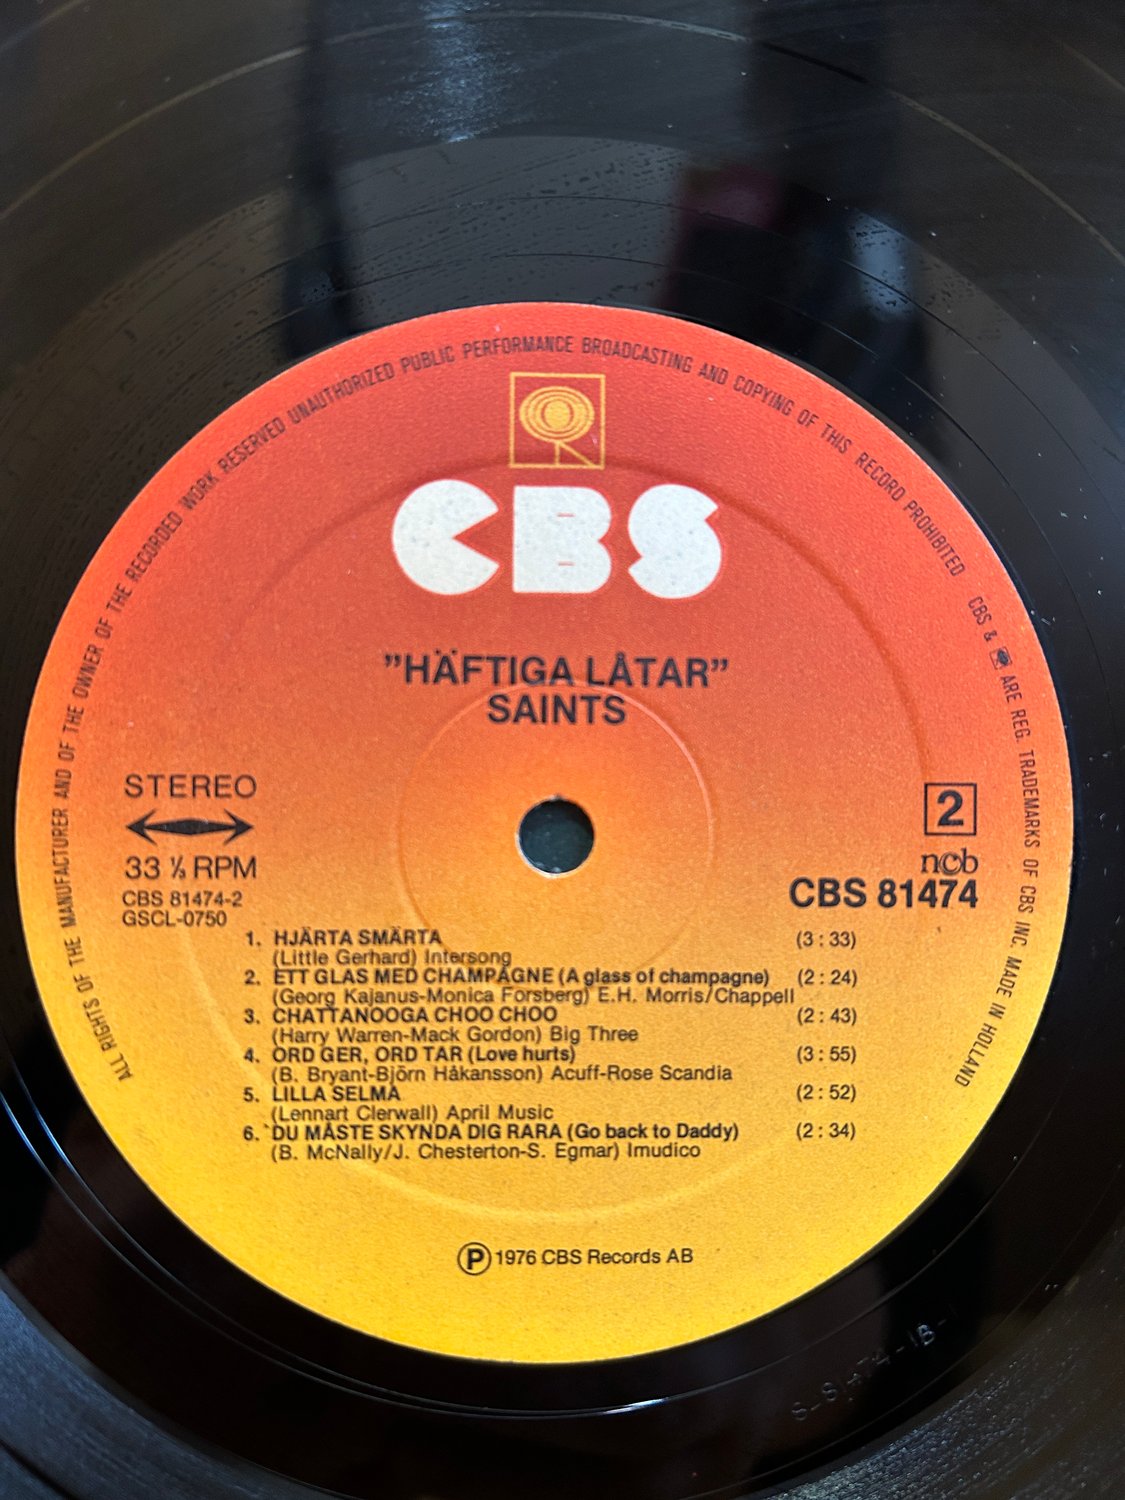 ALL RIGHTS OF THE MANUFACTURER AND OF THE OWNER OF THE RECORDED WORK RESERVED UNAUTHORIZED PUBLIC PERFORMANCE BROADCASTING AND COPYING OF THIS RECORD PROHIBITED CBS & ARE REG. TRADEMARKS OF CBS INC. MADE IN HOLLAND
CBS
”HÄFTIGA LÅTAR”
SAINTS
STEREO
33 ⅓ RPM
CBS 81474-2
GSCL-0750
2
ncb
CBS 81474
1. HJÄRTA SMÄRTA (3 : 33)
(Little Gerhard) Intersong
2. ETT GLAS MED CHAMPAGNE (A glass of champagne) (2 : 24)
(Georg Kajanus-Monica Forsberg) E.H. Morris/Chappell
3. CHATTANOOGA CHOO CHOO (2 : 43)
(Harry Warren-Mack Gordon) Big Three
4. ORD GER, ORD TAR (Love hurts) (3 : 55)
(B. Bryant-Björn Håkansson) Acuff-Rose Scandia
5. LILLA SELMA (2 : 52)
(Lennart Clerwall) April Music
6. DU MÅSTE SKYNDA DIG RARA (Go back to Daddy) (2 : 34)
(B. McNally/J. Chesterton-S. Egmar) Imudico
Ⓟ 1976 CBS Records AB